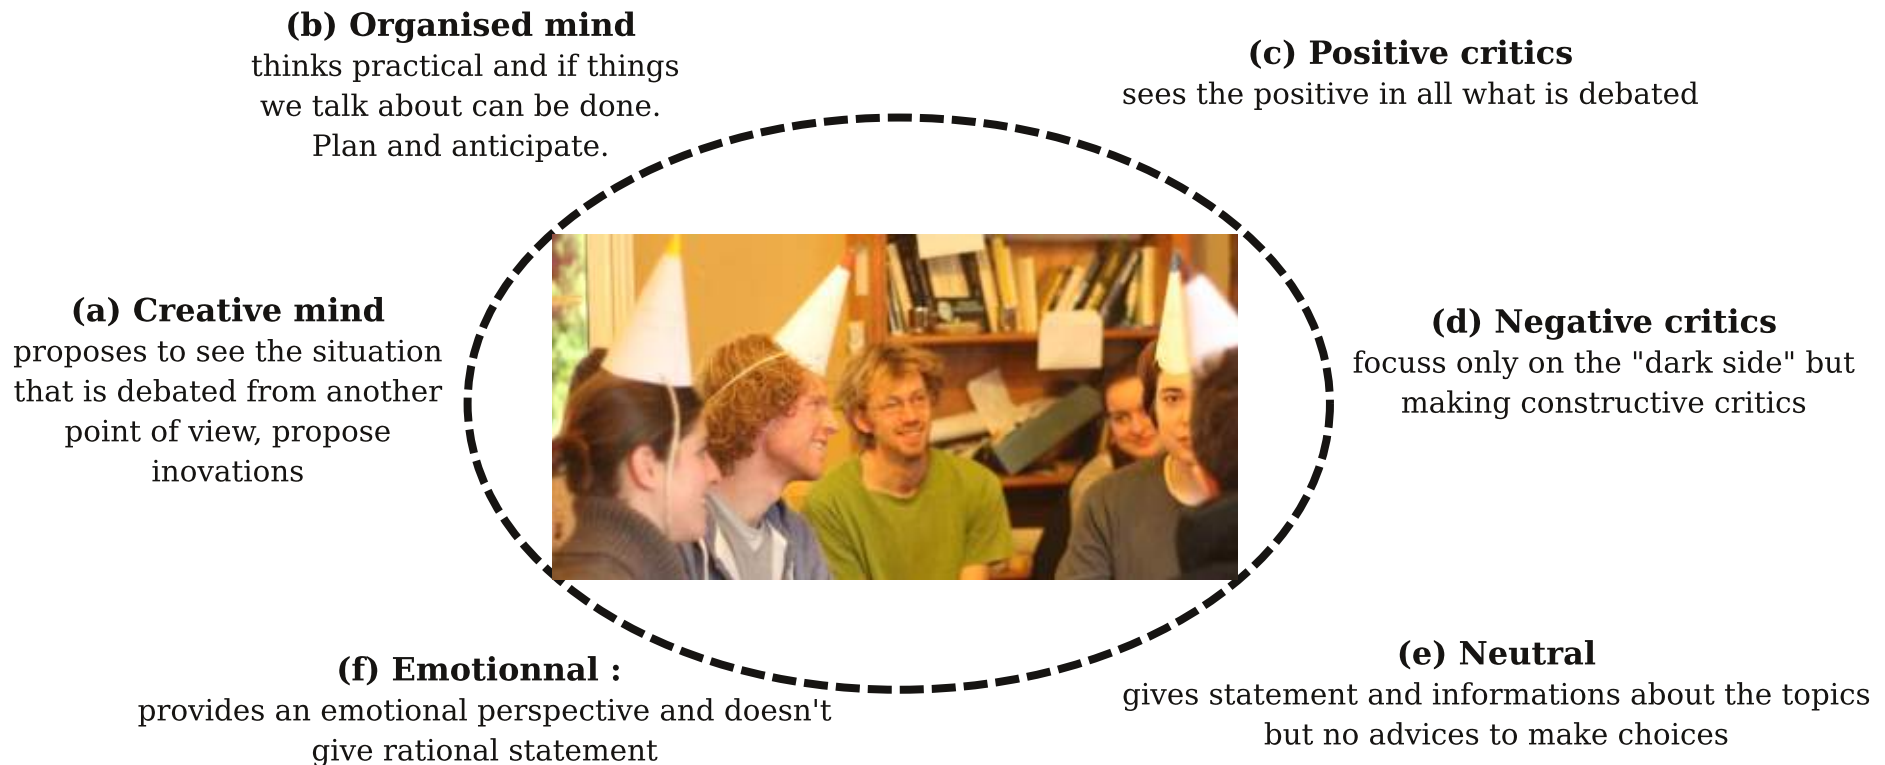 (b) Organised mind
thinks practical and if things
we talk about can be done.
Plan and anticipate.
(c) Positive critics
sees the positive in all what is debated
(a) Creative mind
proposes to see the situation
that is debated from another
point of view, propose
inovations
(d) Negative critics
focuss only on the "dark side" but
making constructive critics
(f) Emotionnal :
provides an emotional perspective and doesn't
give rational statement
(e) Neutral
gives statement and informations about the topics
but no advices to make choices